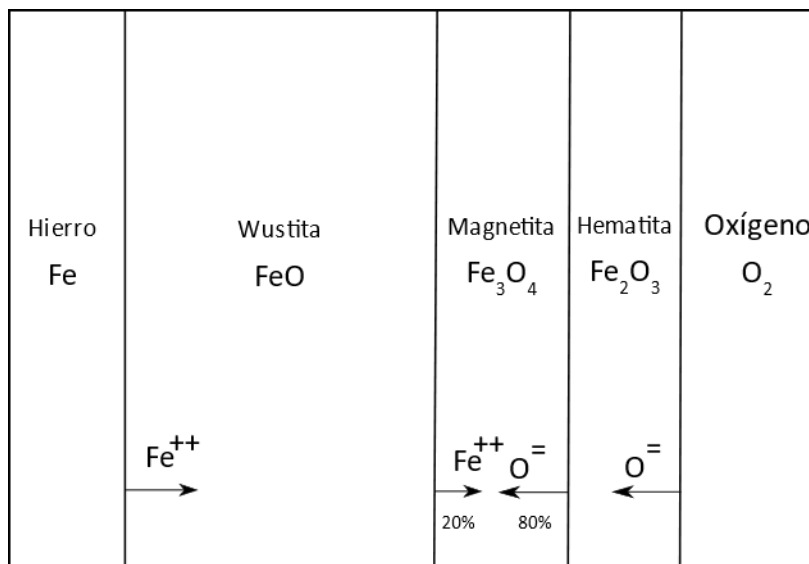 Hierro
Fe
Wustita
FeO
Magnetita
Fe₃O₄
Hematita
Fe₂O₃
Oxígeno
O₂
Fe⁺⁺
Fe⁺⁺
O⁼
O⁼
20%
80%